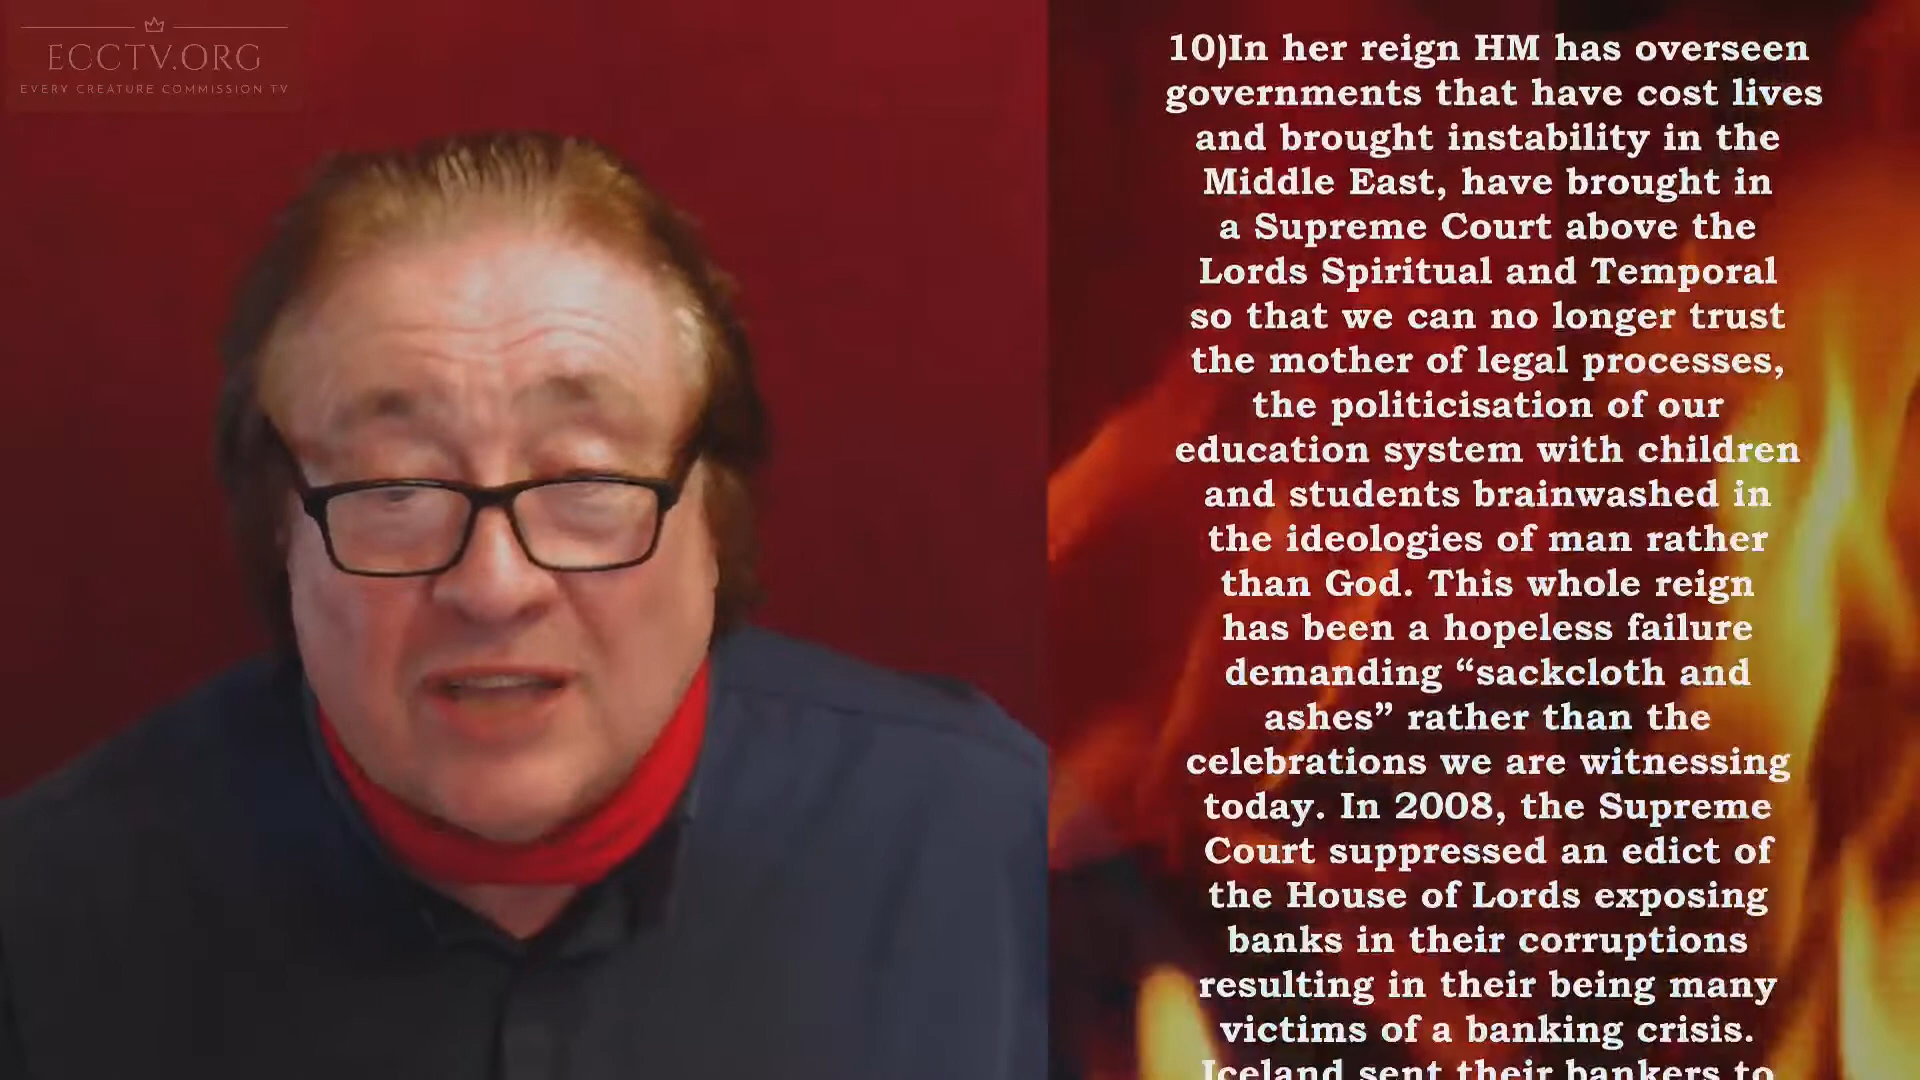 ECCTV.ORG
EVERY CREATURE COMMISSION TV
10)In her reign HM has overseen
governments that have cost lives
and brought instability in the
Middle East, have brought in
a Supreme Court above the
Lords Spiritual and Temporal
so that we can no longer trust
the mother of legal processes,
the politicisation of our
education system with children
and students brainwashed in
the ideologies of man rather
than God. This whole reign
has been a hopeless failure
demanding “sackcloth and
ashes” rather than the
celebrations we are witnessing
today. In 2008, the Supreme
Court suppressed an edict of
the House of Lords exposing
banks in their corruptions
resulting in their being many
victims of a banking crisis.
Iceland sent their bankers to